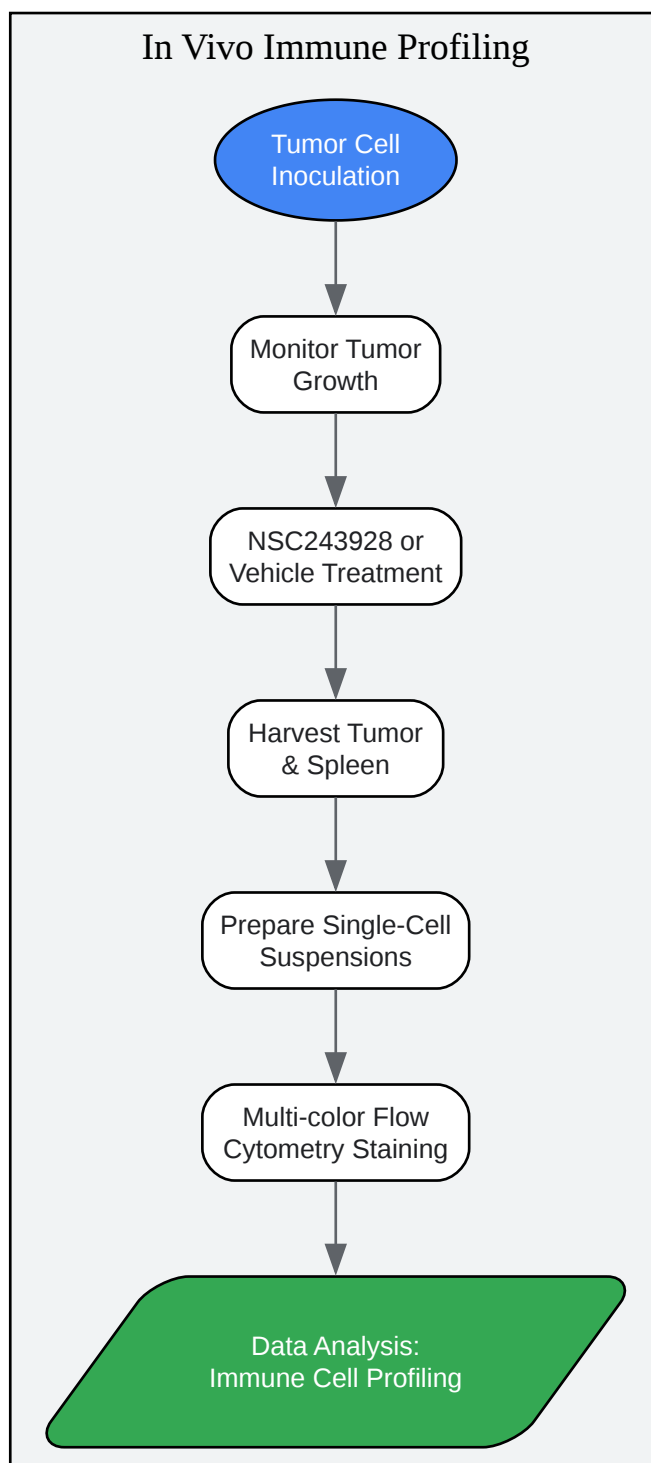 In Vivo Immune Profiling
Tumor Cell
Inoculation
Monitor Tumor
Growth
NSC243928 or
Vehicle Treatment
Harvest Tumor
& Spleen
Prepare Single-Cell
Suspensions
Multi-color Flow
Cytometry Staining
Data Analysis:
Immune Cell Profiling